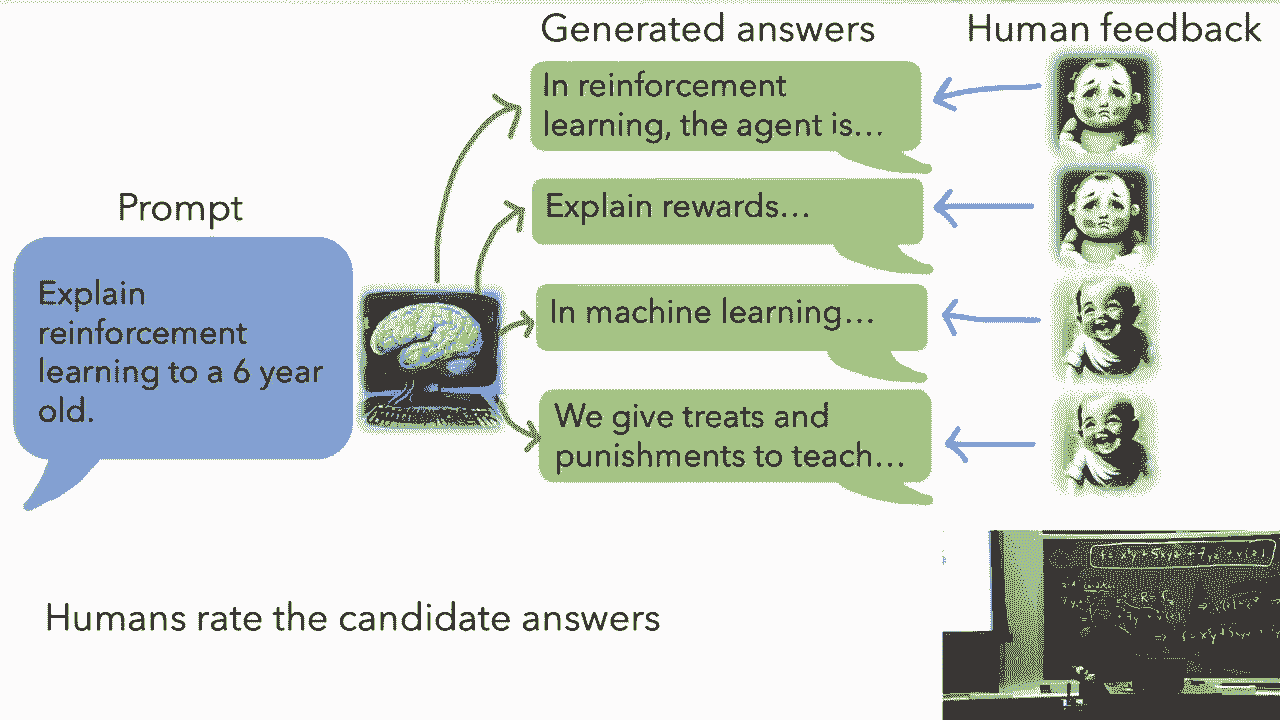 Generated answers
Human feedback
In reinforcement
learning, the agent is...
Explain rewards...
In machine learning...
We give treats and
punishments to teach...
Prompt
Explain
reinforcement
learning to a 6 year
old.
Humans rate the candidate answers